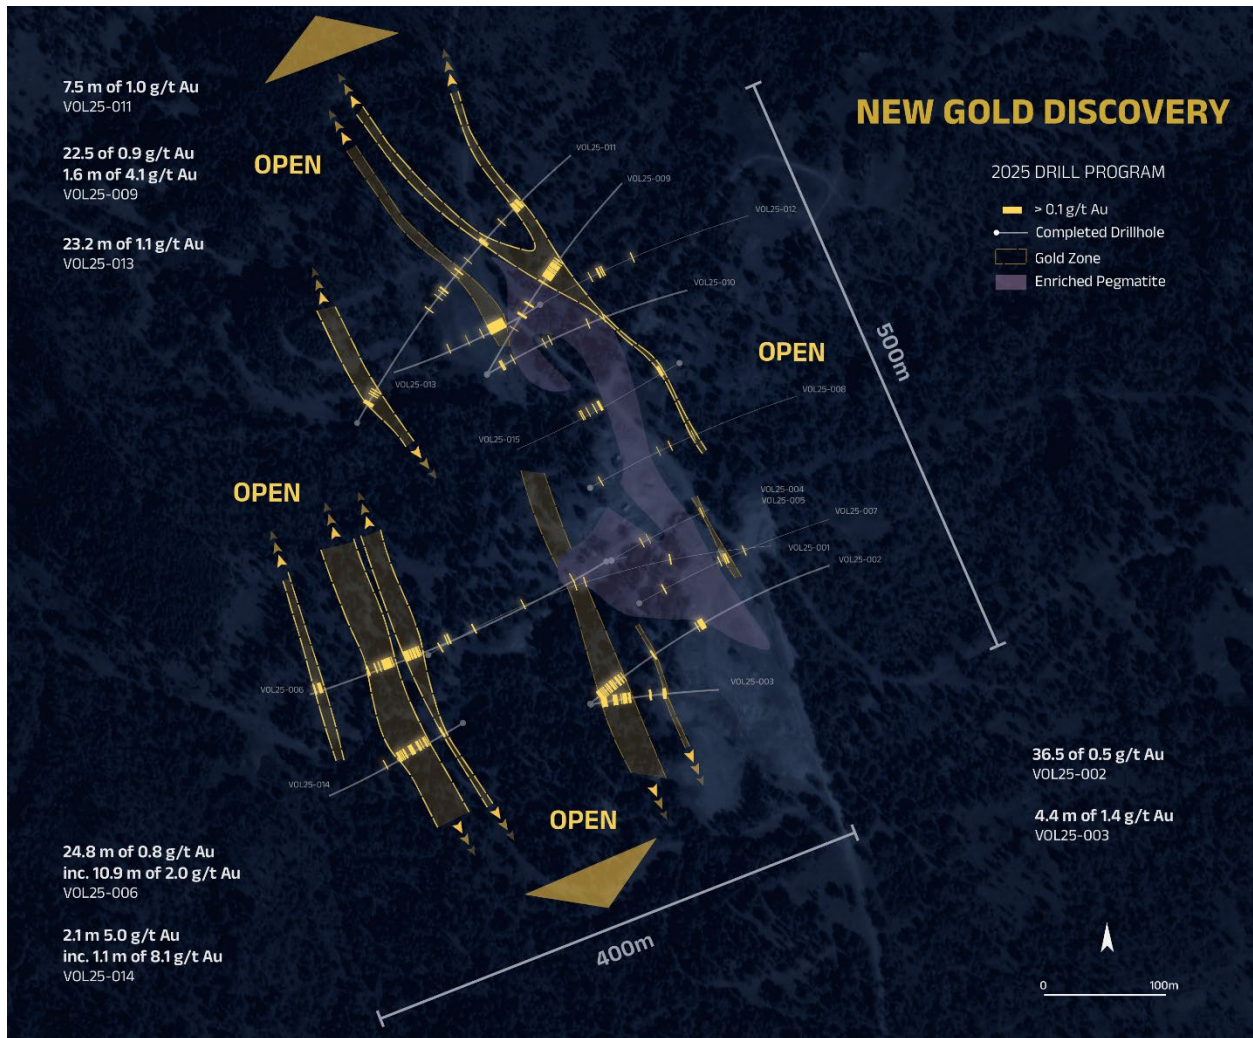 NEW GOLD DISCOVERY
2025 DRILL PROGRAM
> 0.1 g/t Au
Completed Drillhole
Gold Zone
Enriched Pegmatite
7.5 m of 1.0 g/t Au
VOL25-011
22.5 of 0.9 g/t Au
1.6 m of 4.1 g/t Au
VOL25-009
23.2 m of 1.1 g/t Au
VOL25-013
OPEN
VOL25-011
VOL25-009
VOL25-012
VOL25-010
500m
OPEN
VOL25-013
VOL25-008
VOL25-015
OPEN
VOL25-004
VOL25-005
VOL25-007
VOL25-001
VOL25-002
VOL25-003
VOL25-006
VOL25-014
OPEN
36.5 of 0.5 g/t Au
VOL25-002
4.4 m of 1.4 g/t Au
VOL25-003
24.8 m of 0.8 g/t Au
inc. 10.9 m of 2.0 g/t Au
VOL25-006
2.1 m 5.0 g/t Au
inc. 1.1 m of 8.1 g/t Au
VOL25-014
400m
0 100m